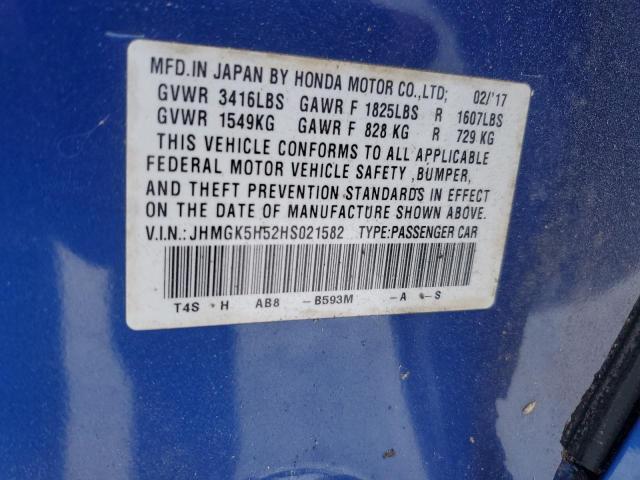 MFD.IN JAPAN BY HONDA MOTOR CO.,LTD; 02/'17
GVWR 3416LBS GAWR F 1825LBS R 1607LBS
GVWR 1549KG GAWR F 828 KG R 729 KG
THIS VEHICLE CONFORMS TO ALL APPLICABLE
FEDERAL MOTOR VEHICLE SAFETY ,BUMPER,
AND THEFT PREVENTION STANDARDS IN EFFECT
ON THE DATE OF MANUFACTURE SHOWN ABOVE.
V.I.N.: JHMGK5H52HS021582 TYPE:PASSENGER CAR
T4S * H AB8 -B593M -A *-S